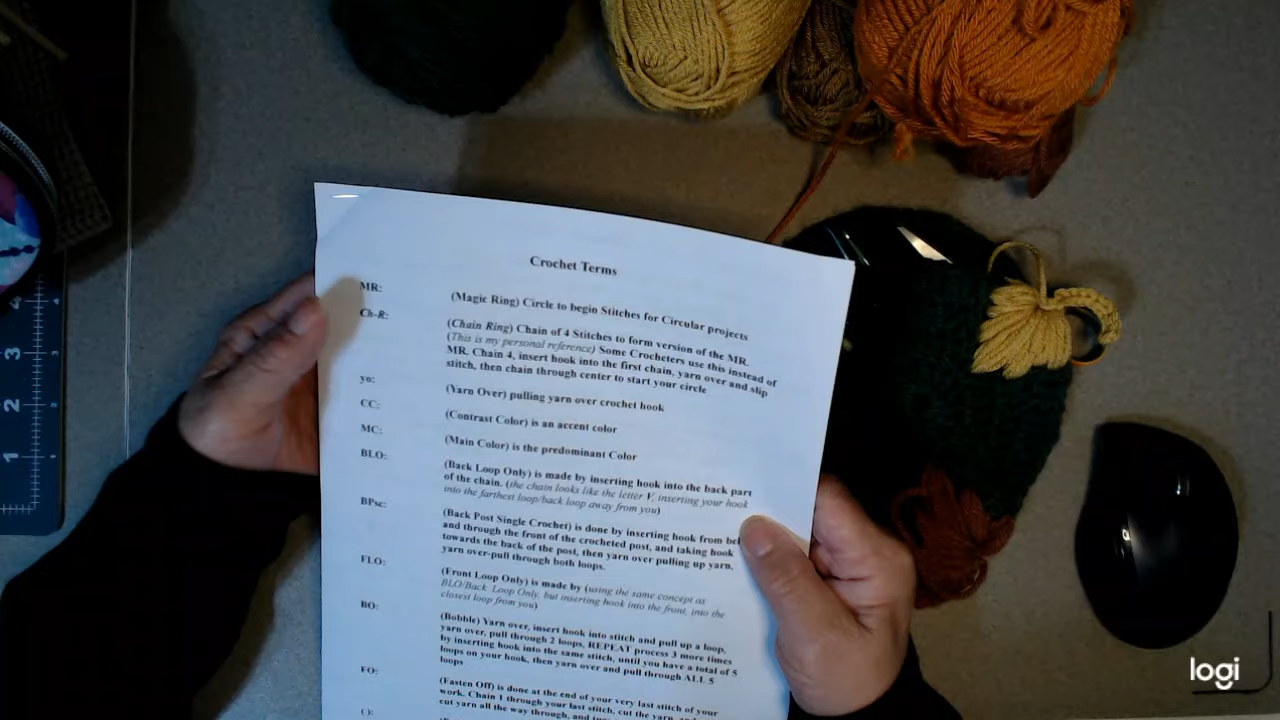 Crochet Terms
MR: (Magic Ring) Circle to begin Stitches for Circular projects
Ch-R: (Chain Ring) Chain of 4 Stitches to form version of the MR.
(This is my personal reference) Some Crocheters use this instead of
MR. Chain 4, insert hook into the first chain, yarn over and slip
stitch, then chain through center to start your circle
yo: (Yarn Over) pulling yarn over crochet hook
CC: (Contrast Color) is an accent color
MC: (Main Color) is the predominant Color
BLO: (Back Loop Only) is made by inserting hook into the back part
of the chain. (the chain looks like the letter V, inserting your hook
into the farthest loop/back loop away from you)
BPsc: (Back Post Single Crochet) is done by inserting hook from
and through the front of the crocheted post, and taking hook
towards the back of the post, then yarn over pulling up yarn,
yarn over-pull through both loops.
FLO: (Front Loop Only) is made by (using the same concept as
BLO/Back Loop Only, but inserting hook into the front, into the
closest loop from you)
BO: (Bobble) Yarn over, insert hook into stitch and pull up a loop,
yarn over, pull through 2 loops, REPEAT process 3 more times
by inserting hook into the same stitch, until you have a total of 5
loops on your hook, then yarn over and pull through ALL 5
loops
FO: (Fasten Off) is done at the end of your very last stitch of your
work. Chain 1 through your last stitch, cut the yarn,
cut yarn all the way through,
( ):
3
2
1
logi